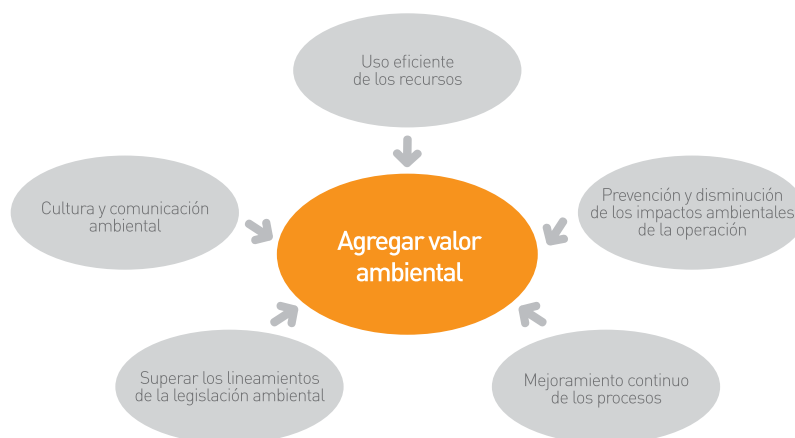 Uso eficiente
de los recursos
Cultura y comunicación
ambiental
Agregar valor
ambiental
Prevención y disminución
de los impactos ambientales
de la operación
Superar los lineamientos
de la legislación ambiental
Mejoramiento continuo
de los procesos